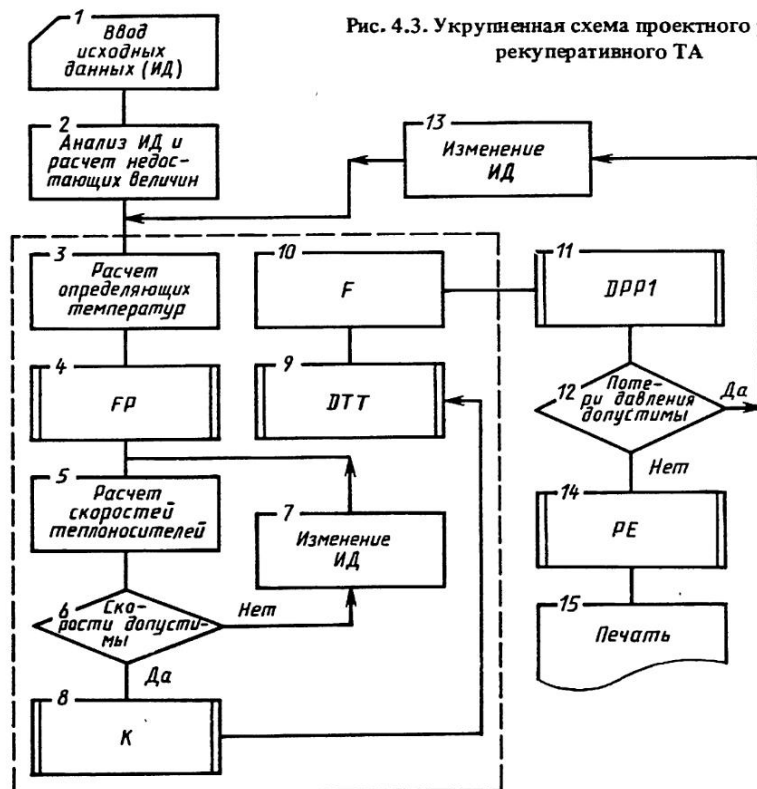 Рис. 4.3. Укрупненная схема проектного
рекуперативного ТА
1
Ввод
исходных
данных (ИД)
2
Анализ ИД и
расчет недос-
тающих величин
13
Изменение
ИД
3
Расчет
определяющих
температур
4
FP
5
Расчет
скоростей
теплоносителей
6
Ско-
рости допусти-
мы
Нет
Да
7
Изменение
ИД
8
K
9
DTT
10
F
11
DPP1
12
Поте-
ри давления
допустимы
Да
Нет
14
PE
15
Печать